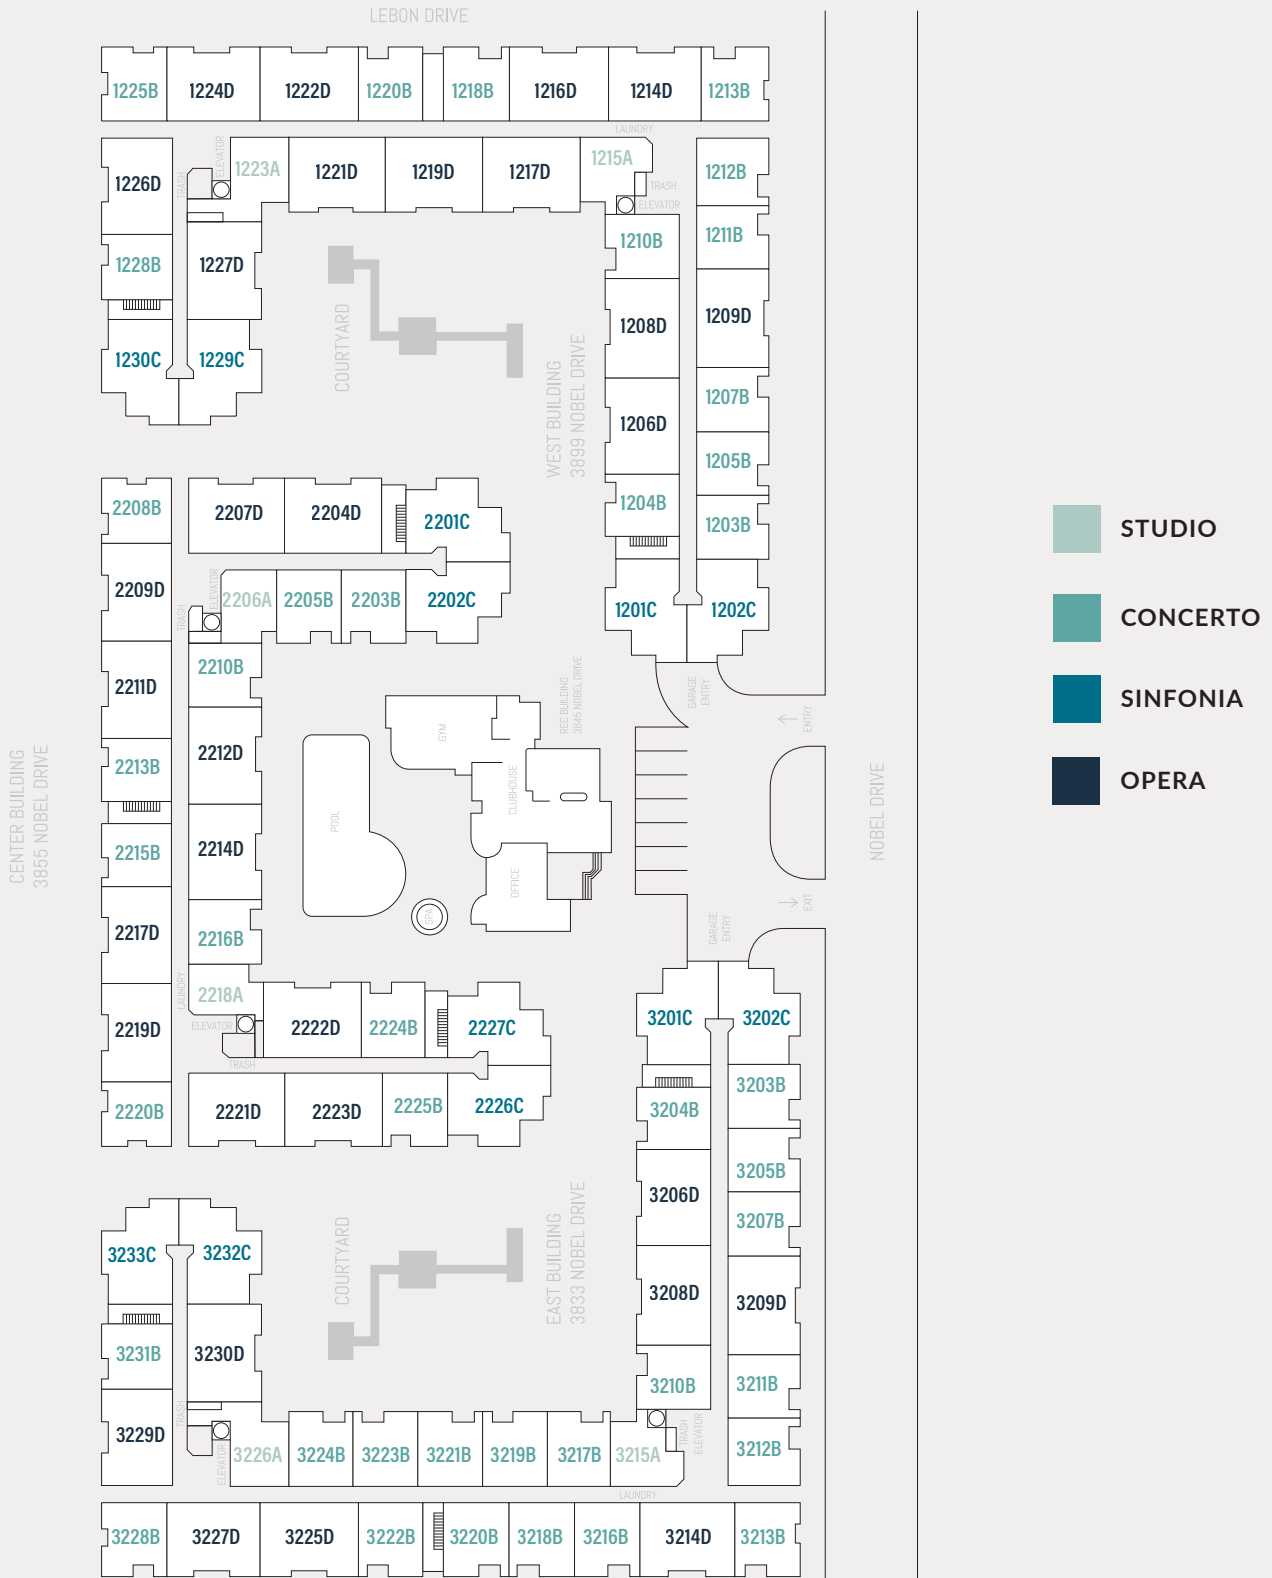 LEBON DRIVE
1225B
1224D
1222D
1220B
1218B
1216D
1214D
1213B
LAUNDRY
1226D
TRASH
ELEVATOR
1223A
1221D
1219D
1217D
1215A
TRASH
ELEVATOR
1212B
1228B
1227D
1210B
1211B
1230C
1229C
COURTYARD
WEST BUILDING
3899 NOBEL DRIVE
1208D
1209D
1206D
1207B
1205B
1204B
1203B
1201C
1202C
2208B
2207D
2204D
2201C
2209D
TRASH
ELEVATOR
2206A
2205B
2203B
2202C
2210B
2211D
2212D
2213B
2214D
2215B
2216B
2217D
LAUNDRY
2218A
ELEVATOR
TRASH
2219D
2222D
2224B
2227C
2220B
2221D
2223D
2225B
2226C
CENTER BUILDING
3855 NOBEL DRIVE
GYM
CLUBHOUSE
OFFICE
POOL
SPA
REC BUILDING
3845 NOBEL DRIVE
GARAGE
ENTRY
ENTRY
EXIT
GARAGE
ENTRY
NOBEL DRIVE
STUDIO
CONCERTO
SINFONIA
OPERA
3201C
3202C
3203B
3204B
3205B
3206D
3207B
3208D
3209D
3210B
3211B
3212B
COURTYARD
EAST BUILDING
3833 NOBEL DRIVE
3233C
3232C
3231B
3230D
3229D
TRASH
ELEVATOR
3226A
3224B
3223B
3221B
3219B
3217B
3215A
TRASH
ELEVATOR
LAUNDRY
3228B
3227D
3225D
3222B
3220B
3218B
3216B
3214D
3213B